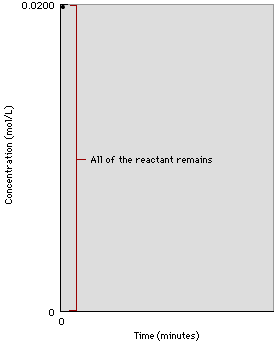 0.0200
Concentration (mol/L)
All of the reactant remains
0
0
Time (minutes)